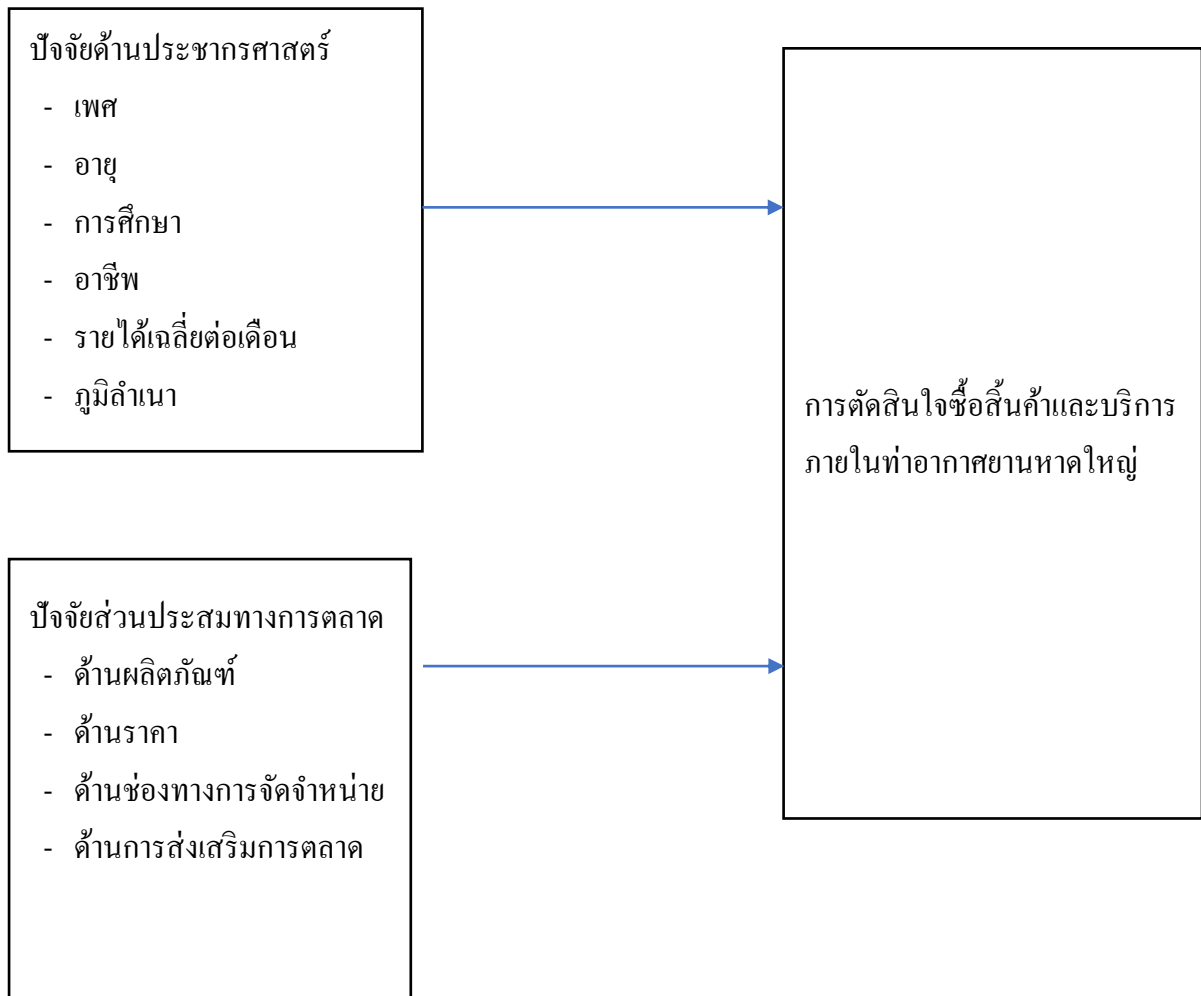 ปัจจัยด้านประชากรศาสตร์
- เพศ
- อายุ
- การศึกษา
- อาชีพ
- รายได้เฉลี่ยต่อเดือน
- ภูมิลำเนา
การตัดสินใจซื้อสิ้นค้าและบริการ
ภายในท่าอากาศยานหาดใหญ่
ปัจจัยส่วนประสมทางการตลาด
- ด้านผลิตภัณฑ์
- ด้านราคา
- ด้านช่องทางการจัดจำหน่าย
- ด้านการส่งเสริมการตลาด